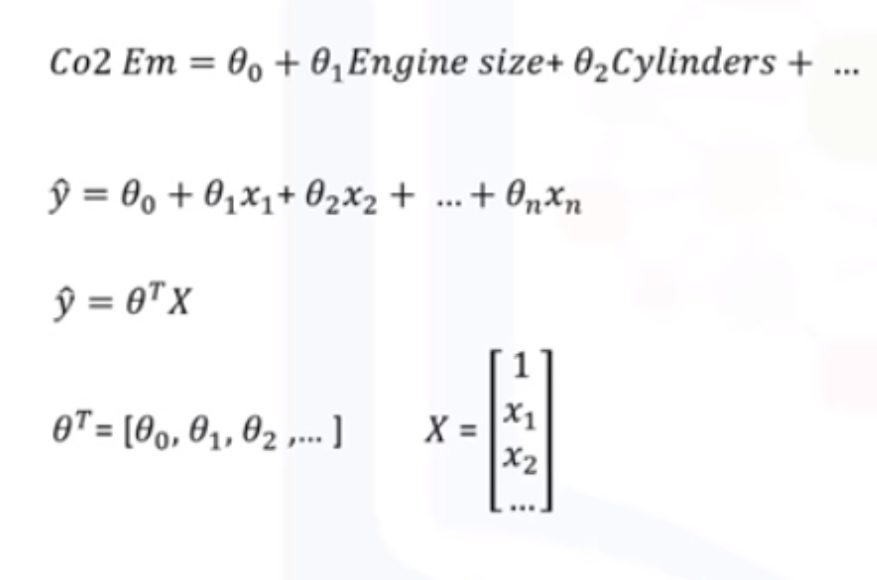 Co2 Em = θ₀ + θ₁Engine size+ θ₂Cylinders + ...
ŷ = θ₀ + θ₁x₁+ θ₂x₂ + ...+ θₙxₙ
ŷ = θᵀX
θᵀ= [θ₀, θ₁, θ₂ ,... ] X = [1 x₁ x₂ ...]